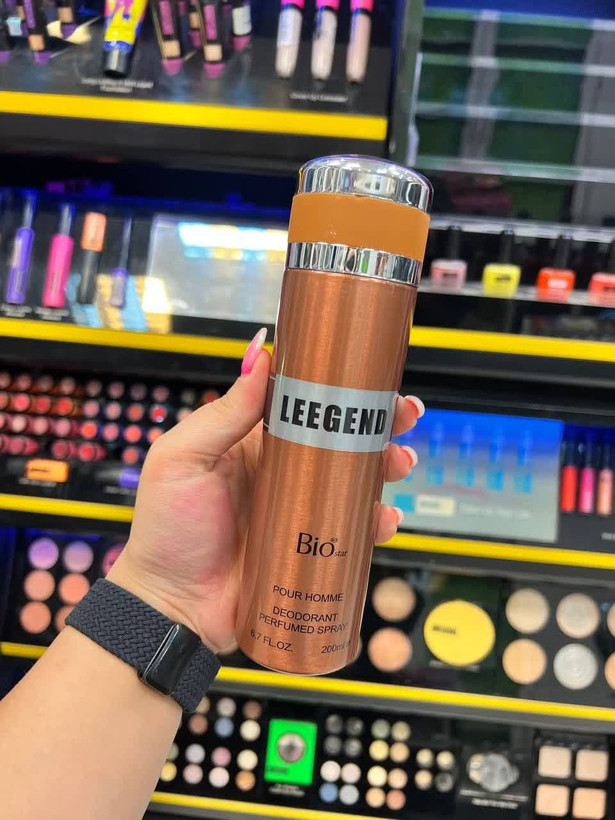 LEEGEND
Bio star
POUR HOMME
DEODORANT
PERFUMED SPRAY
6.7 FL.OZ. 200ml